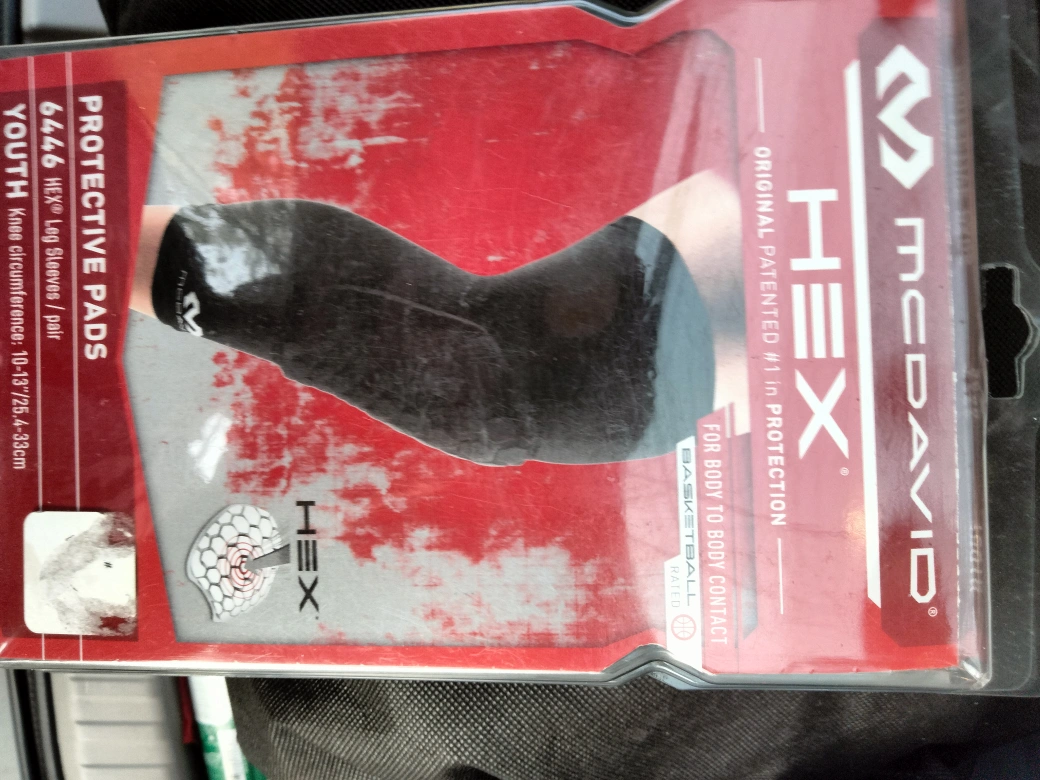 McDAVID®
HEX®
ORIGINAL PATENTED #1 in PROTECTION
FOR BODY TO BODY CONTACT
BASKETBALL RATED
HEX
PROTECTIVE PADS
6446 HEX® Leg Sleeves / pair
YOUTH Knee circumference: 10-13"/25,4-33cm